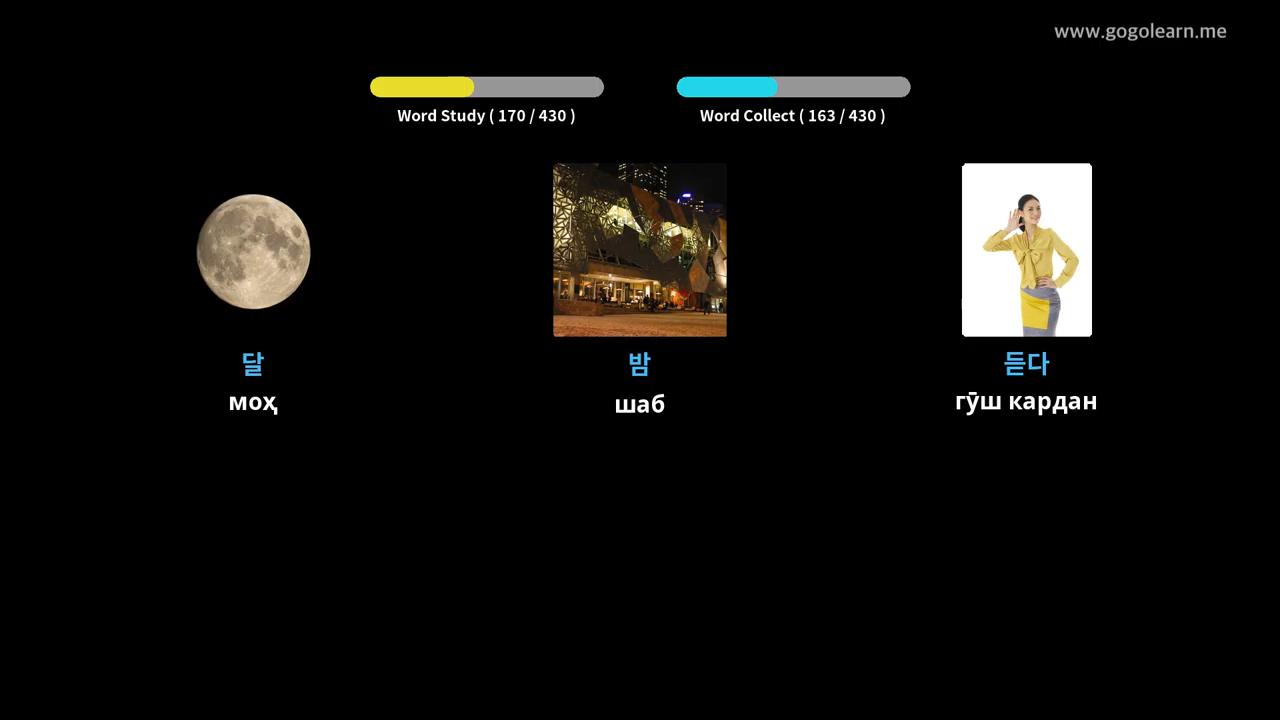 www.gogolearn.me
Word Study ( 170 / 430 )
Word Collect ( 163 / 430 )
달
밤
듣다
моҳ
шаб
гӯш кардан